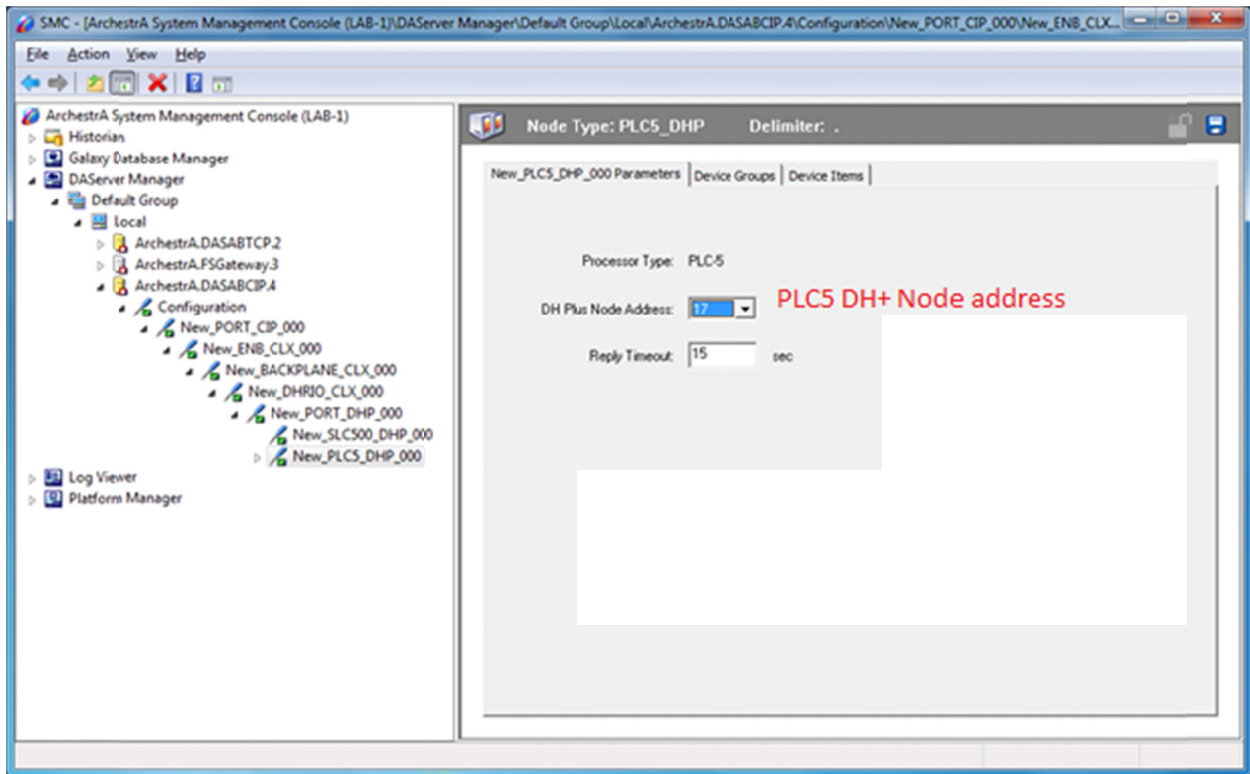 SMC - [ArchestrA System Management Console (LAB-1)\DAServer Manager\Default Group\Local\ArchestrA.DASABCIP.4\Configuration\New_PORT_CIP_000\New_ENB_CLX...
File Action View Help
ArchestrA System Management Console (LAB-1)
Historian
Galaxy Database Manager
DAServer Manager
Default Group
Local
ArchestrA.DASABTCP.2
ArchestrA.FSGateway.3
ArchestrA.DASABCIP.4
Configuration
New_PORT_CIP_000
New_ENB_CLX_000
New_BACKPLANE_CLX_000
New_DHRIO_CLX_000
New_PORT_DHP_000
New_SLC500_DHP_000
New_PLC5_DHP_000
Log Viewer
Platform Manager
Node Type: PLC5_DHP Delimiter: .
New_PLC5_DHP_000 Parameters Device Groups Device Items
Processor Type: PLC-5
DH Plus Node Address: 17 PLC5 DH+ Node address
Reply Timeout: 15 sec